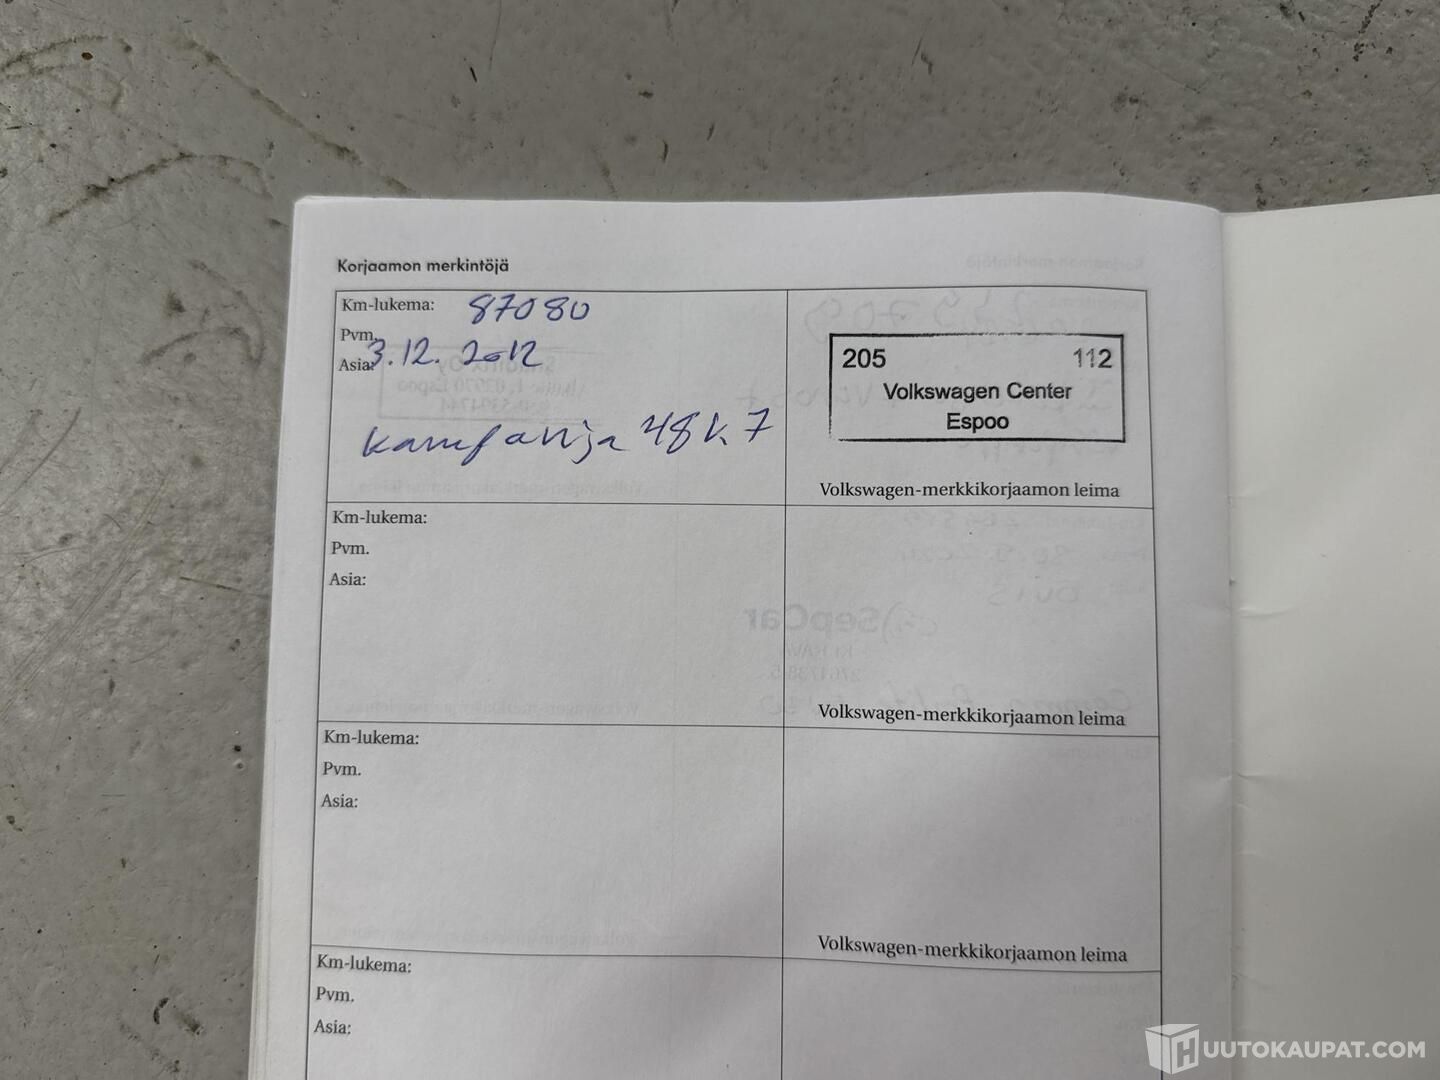 Korjaamon merkintöjä
Km-lukema: 87080
Pvm.
Asia: 3.12. 2012
kampanja 48k7
205 112
Volkswagen Center
Espoo
Volkswagen-merkkikorjaamon leima
Km-lukema:
Pvm.
Asia:
Volkswagen-merkkikorjaamon leima
Km-lukema:
Pvm.
Asia:
Volkswagen-merkkikorjaamon leima
Km-lukema:
Pvm.
Asia:
HUUTOKAUPAT.COM